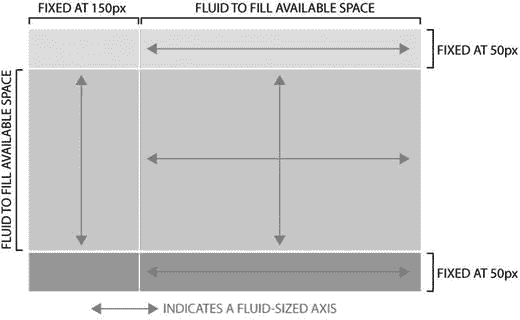 FIXED AT 150px
FLUID TO FILL AVAILABLE SPACE
FIXED AT 50px
FLUID TO FILL AVAILABLE SPACE
FIXED AT 50px
INDICATES A FLUID-SIZED AXIS